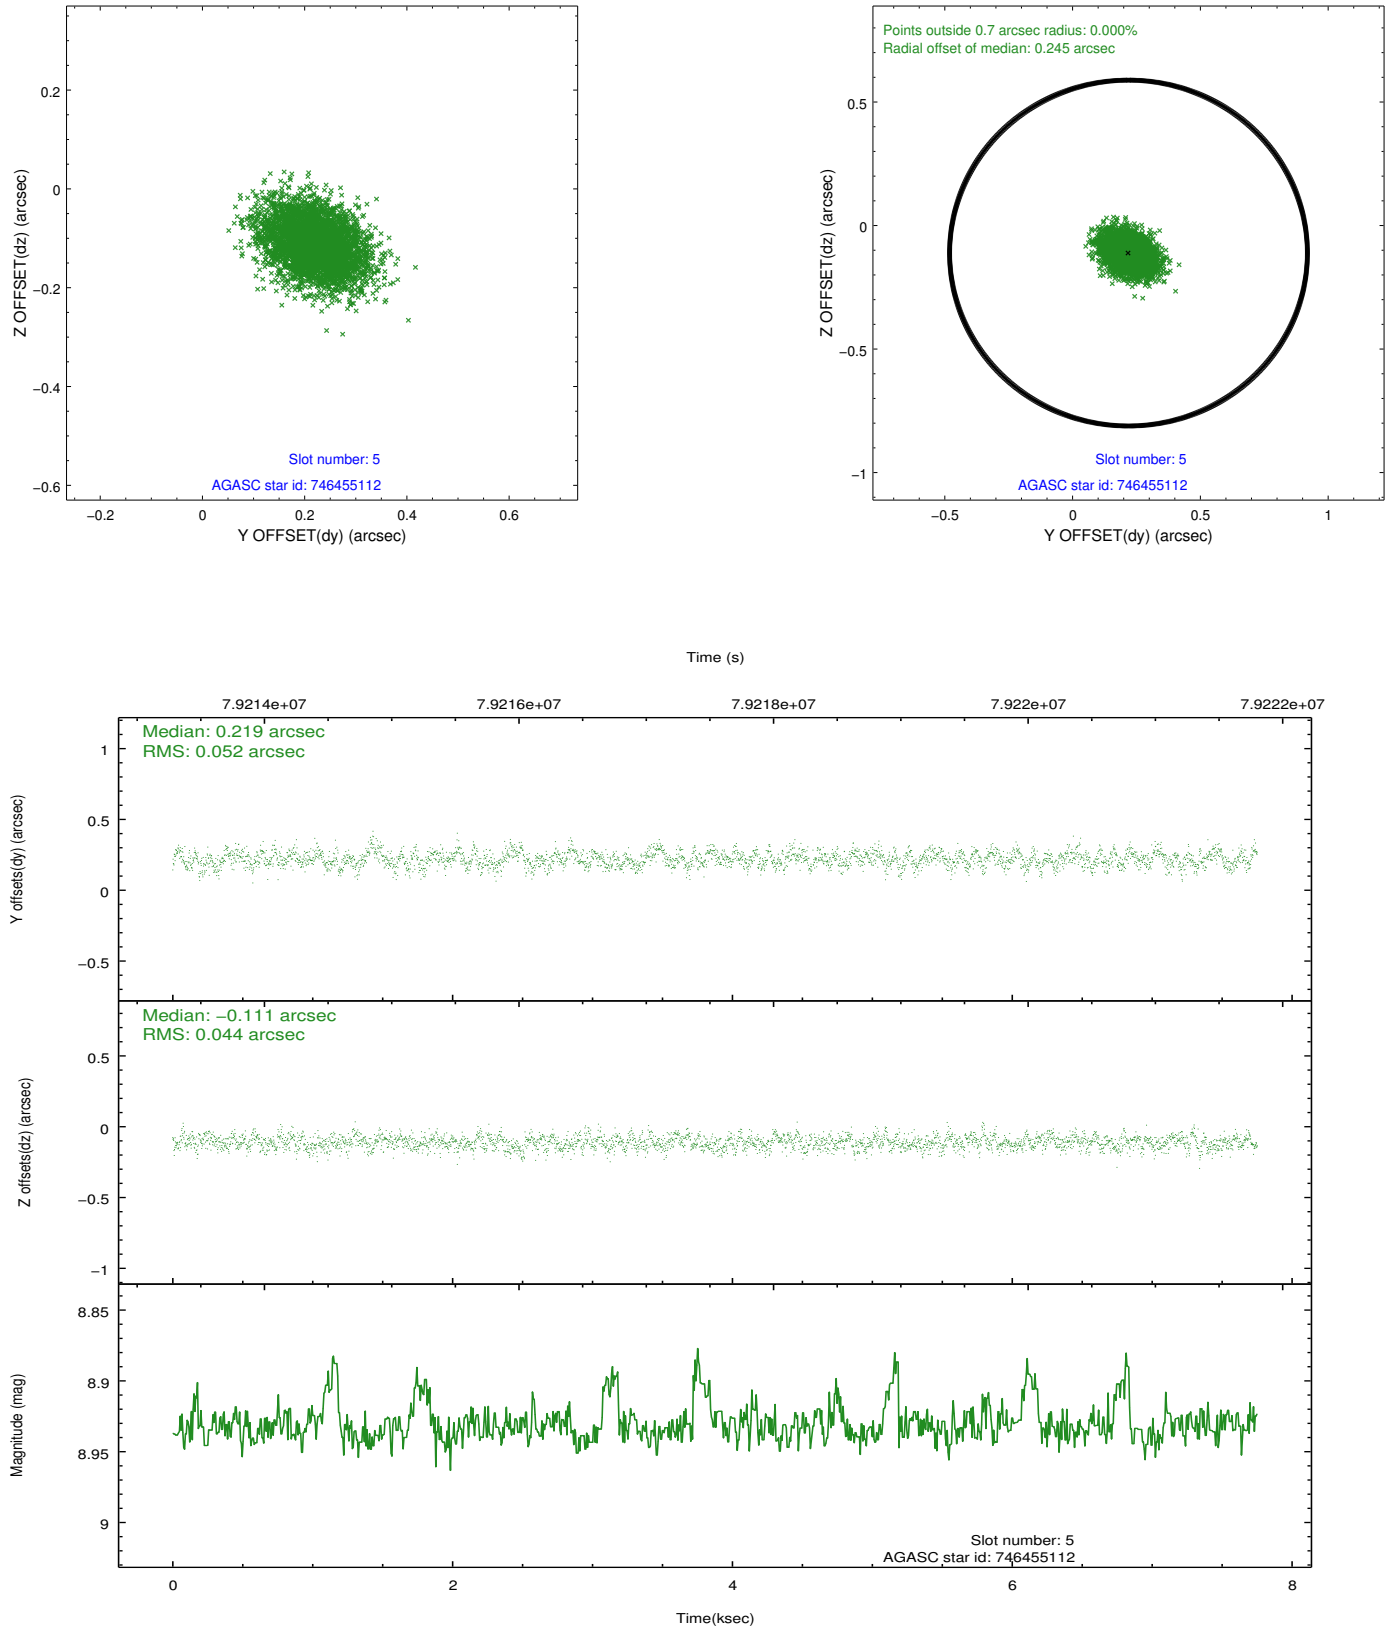 0.2
0
−0.2
−0.4
−0.6
Z OFFSET(dz) (arcsec)
Slot number: 5
AGASC star id: 746455112
−0.2 0 0.2 0.4 0.6
Y OFFSET(dy) (arcsec)
Points outside 0.7 arcsec radius: 0.000%
Radial offset of median: 0.245 arcsec
0.5
0
−0.5
−1
Z OFFSET(dz) (arcsec)
Slot number: 5
AGASC star id: 746455112
−0.5 0 0.5 1
Y OFFSET(dy) (arcsec)
Time (s)
7.9214e+07 7.9216e+07 7.9218e+07 7.922e+07 7.9222e+07
Median: 0.219 arcsec
RMS: 0.052 arcsec
1
0.5
0
−0.5
Y offsets(dy) (arcsec)
Median: −0.111 arcsec
RMS: 0.044 arcsec
0.5
0
−0.5
−1
Z offsets(dz) (arcsec)
8.85
8.9
8.95
9
Magnitude (mag)
Slot number: 5
AGASC star id: 746455112
0 2 4 6 8
Time(ksec)